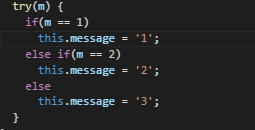 try(m) {
if(m == 1)
this.message = '1';
else if(m == 2)
this.message = '2';
else
this.message = '3';
}